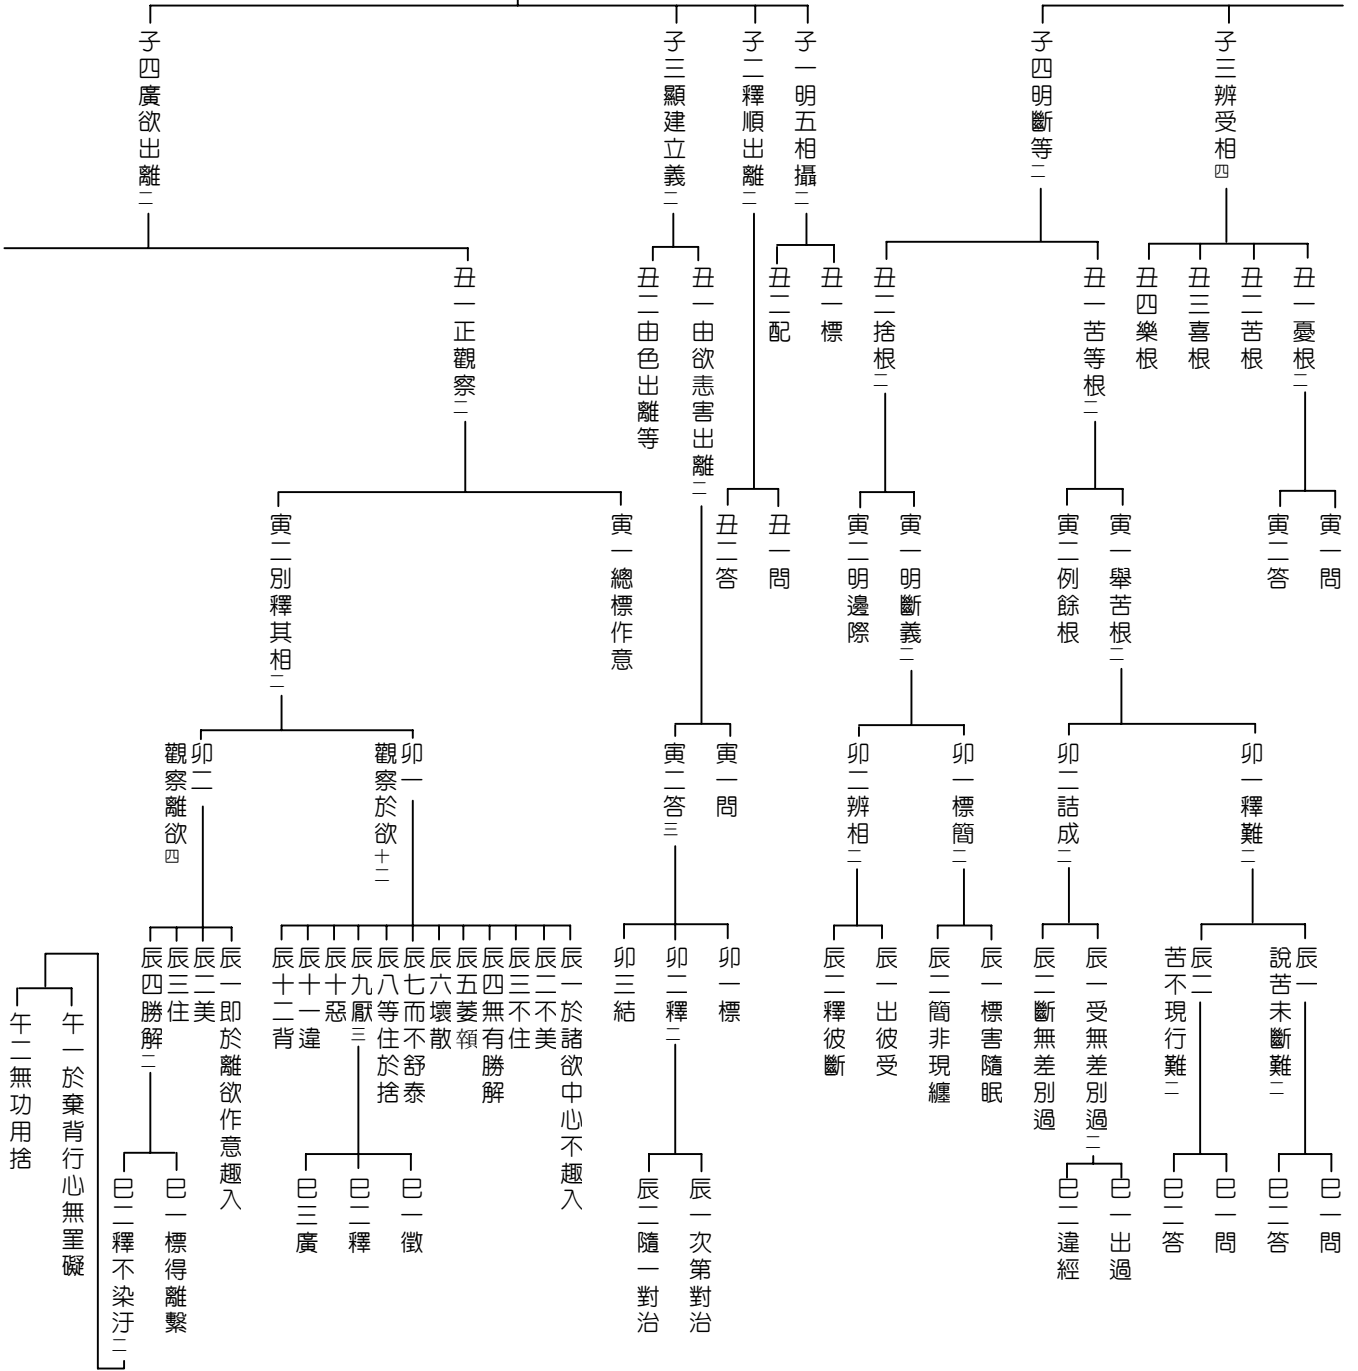 子三辨受相四
子四明斷等二
子一明五相攝二
子二釋順出離二
子三顯建立義二
子四廣欲出離二
丑一憂根二
丑二苦根
丑三喜根
丑四樂根
丑一苦等根二
丑二捨根二
丑一標
丑二配
丑一由欲恚害出離二
丑二由色出離等
丑一正觀察二
寅一問
寅二答
寅一舉苦根二
寅二例餘根
寅一明斷義二
寅二明邊際
丑一問
丑二答
寅一總標作意
寅二別釋其相二
卯一釋難二
卯二詰成二
卯一標簡二
卯二辨相二
寅一問
寅二答三
卯一
觀察於欲十二
卯二
觀察離欲四
辰一
說苦未斷難二
辰二
苦不現行難二
辰一受無差別過二
辰二斷無差別過
辰一標害隨眠
辰二簡非現纏
辰一出彼受
辰二釋彼斷
卯一標
卯二釋二
卯三結
辰一於諸欲中心不趣入
辰二不美
辰三不住
辰四無有勝解
辰五萎顇
辰六壞散
辰七而不舒泰
辰八等住於捨
辰九厭三
辰十惡
辰十一違
辰十二背
辰一即於離欲作意趣入
辰二美
辰三住
辰四勝解二
巳一問
巳二答
巳一問
巳二答
巳一出過
巳二違經
辰一次第對治
辰二隨一對治
巳一徵
巳二釋
巳三廣
巳一標得離繫
巳二釋不染汙二
午一於棄背行心無罣礙
午二無功用捨